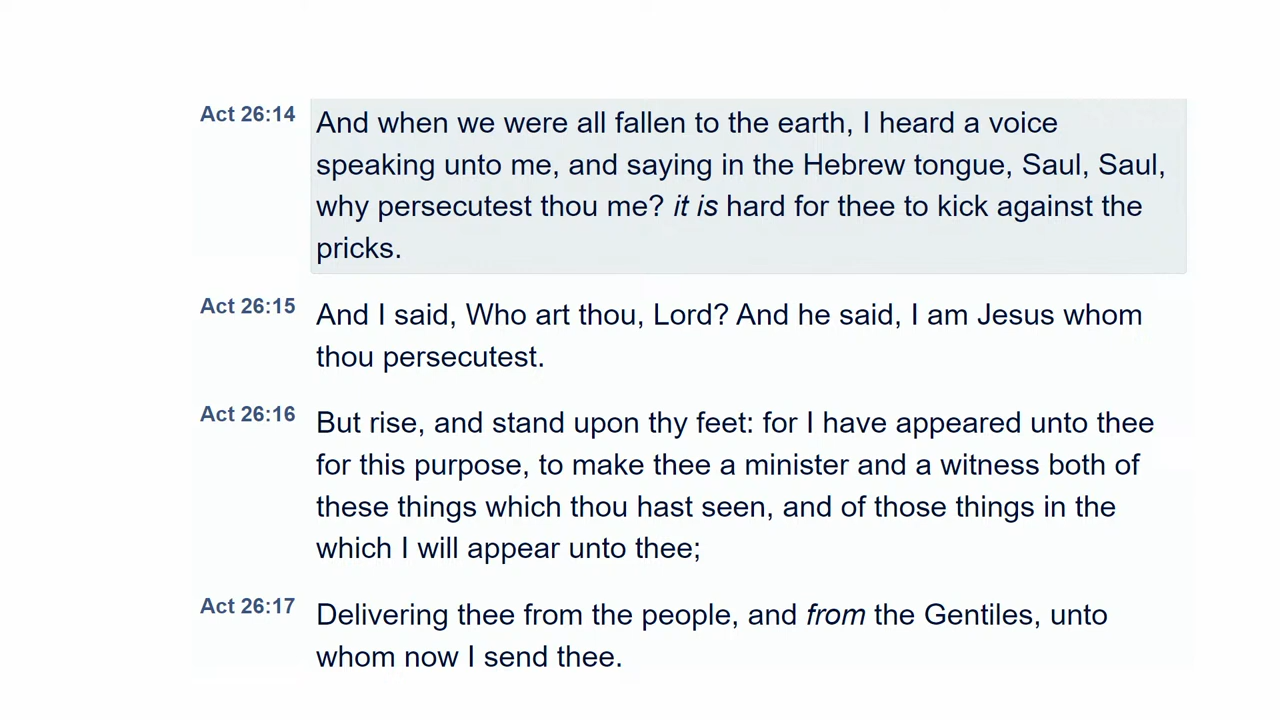 Act 26:14 And when we were all fallen to the earth, I heard a voice
speaking unto me, and saying in the Hebrew tongue, Saul, Saul,
why persecutest thou me? it is hard for thee to kick against the
pricks.
Act 26:15 And I said, Who art thou, Lord? And he said, I am Jesus whom
thou persecutest.
Act 26:16 But rise, and stand upon thy feet: for I have appeared unto thee
for this purpose, to make thee a minister and a witness both of
these things which thou hast seen, and of those things in the
which I will appear unto thee;
Act 26:17 Delivering thee from the people, and from the Gentiles, unto
whom now I send thee.